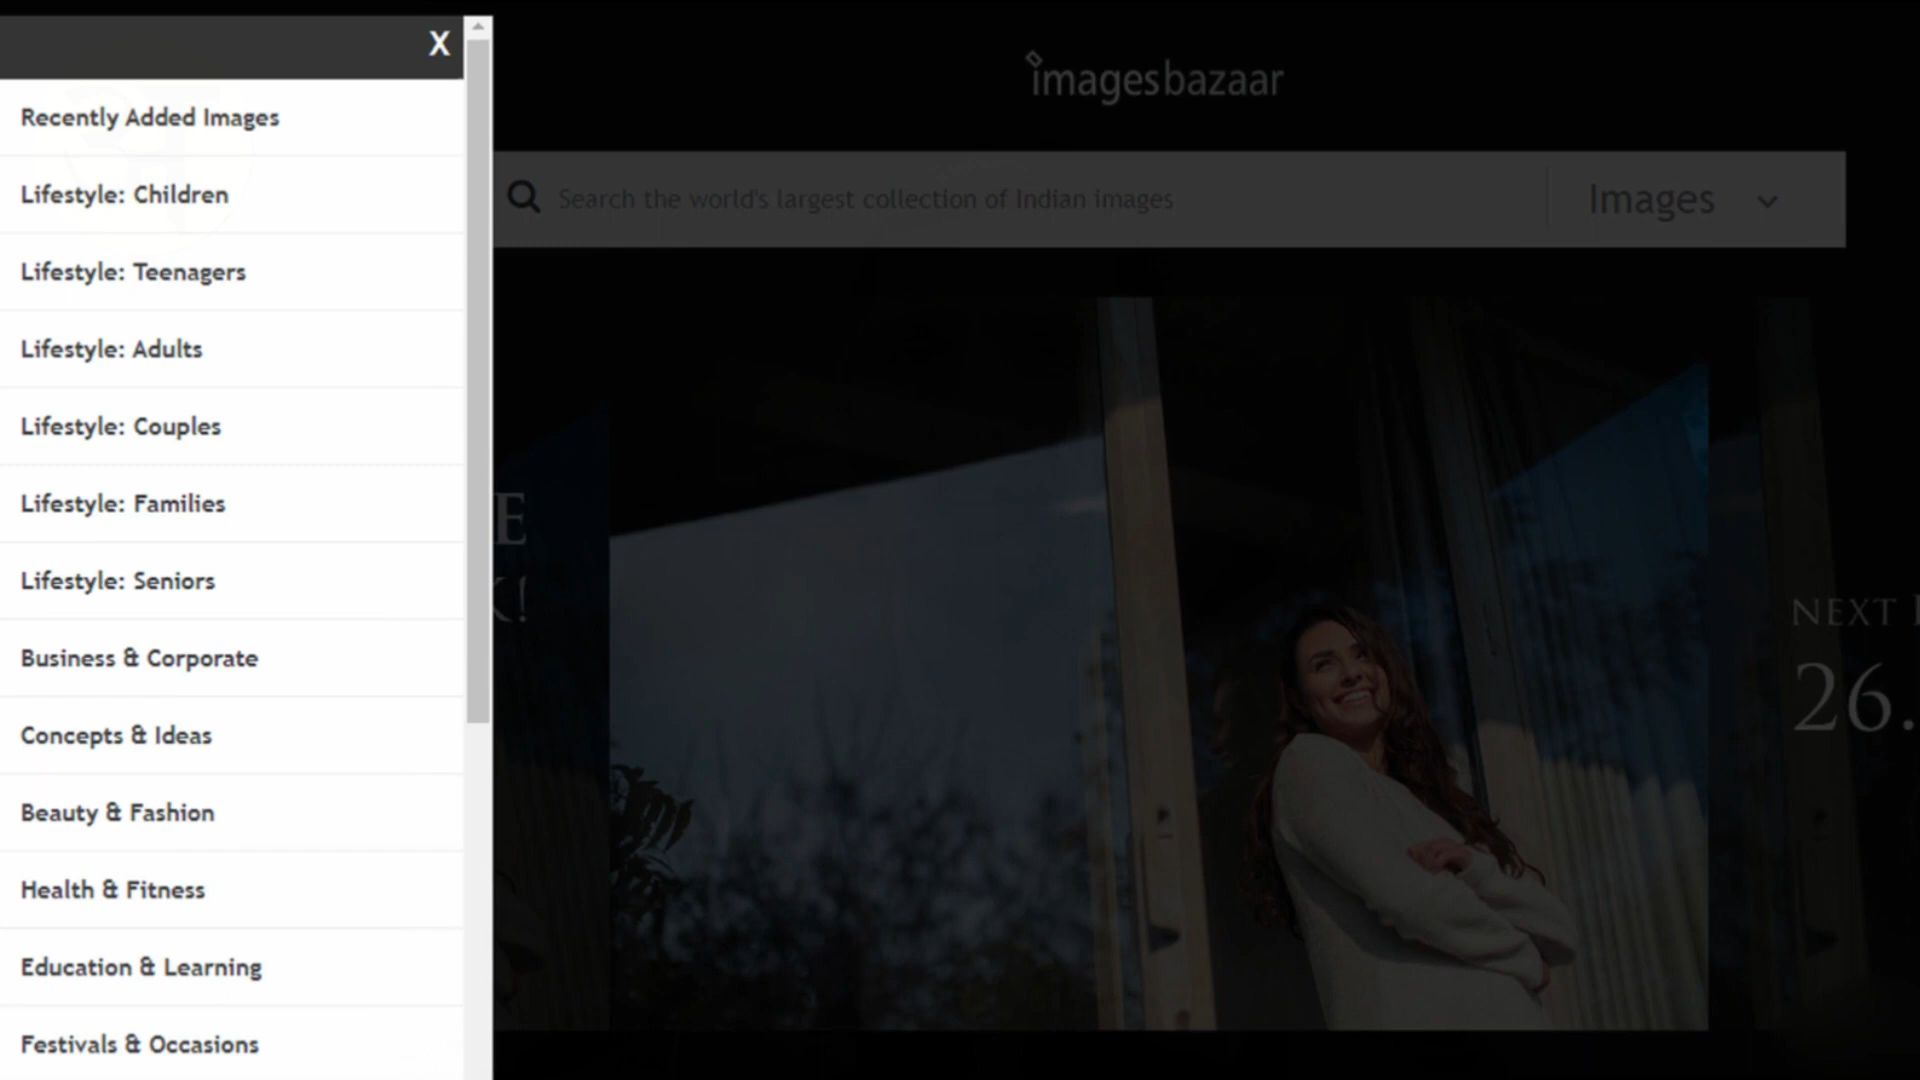 X
Recently Added Images
Lifestyle: Children
Lifestyle: Teenagers
Lifestyle: Adults
Lifestyle: Couples
Lifestyle: Families
Lifestyle: Seniors
Business & Corporate
Concepts & Ideas
Beauty & Fashion
Health & Fitness
Education & Learning
Festivals & Occasions
imagesbazaar
Search the world's largest collection of Indian images
Images
E
K!
NEXT
26.